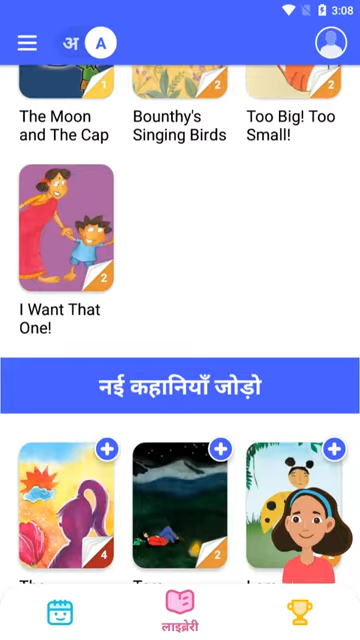 3:08
अ A
1
2
2
The Moon
and The Cap
Bounthy's
Singing Birds
Too Big! Too
Small!
2
I Want That
One!
नई कहानियाँ जोड़ो
4
2
लाइब्रेरी